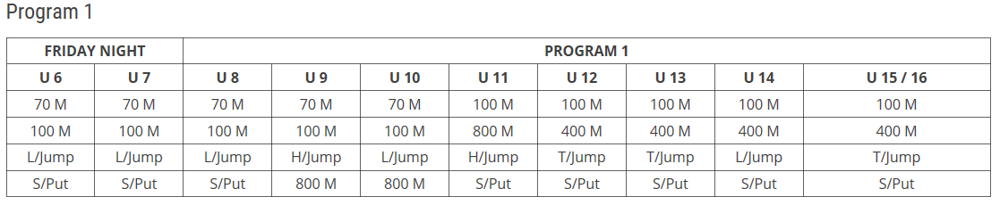 Program 1
FRIDAY NIGHT PROGRAM 1
U 6 U 7 U 8 U 9 U 10 U 11 U 12 U 13 U 14 U 15 / 16
70 M 70 M 70 M 70 M 70 M 100 M 100 M 100 M 100 M 100 M
100 M 100 M 100 M 100 M 100 M 800 M 400 M 400 M 400 M 400 M
L/Jump L/Jump L/Jump H/Jump L/Jump H/Jump T/Jump T/Jump L/Jump T/Jump
S/Put S/Put S/Put 800 M 800 M S/Put S/Put S/Put S/Put S/Put